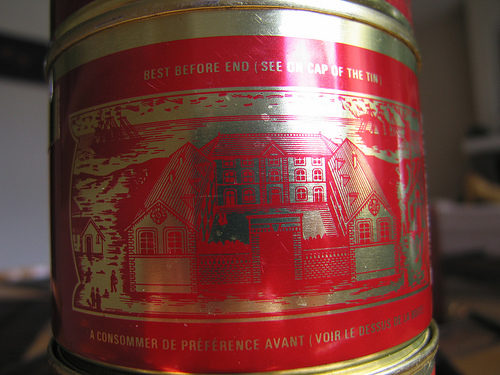 BEST BEFORE END ( SEE ON CAP OF THE TIN )
A CONSOMMER DE PRÉFÉRENCE AVANT ( VOIR LE DESSUS